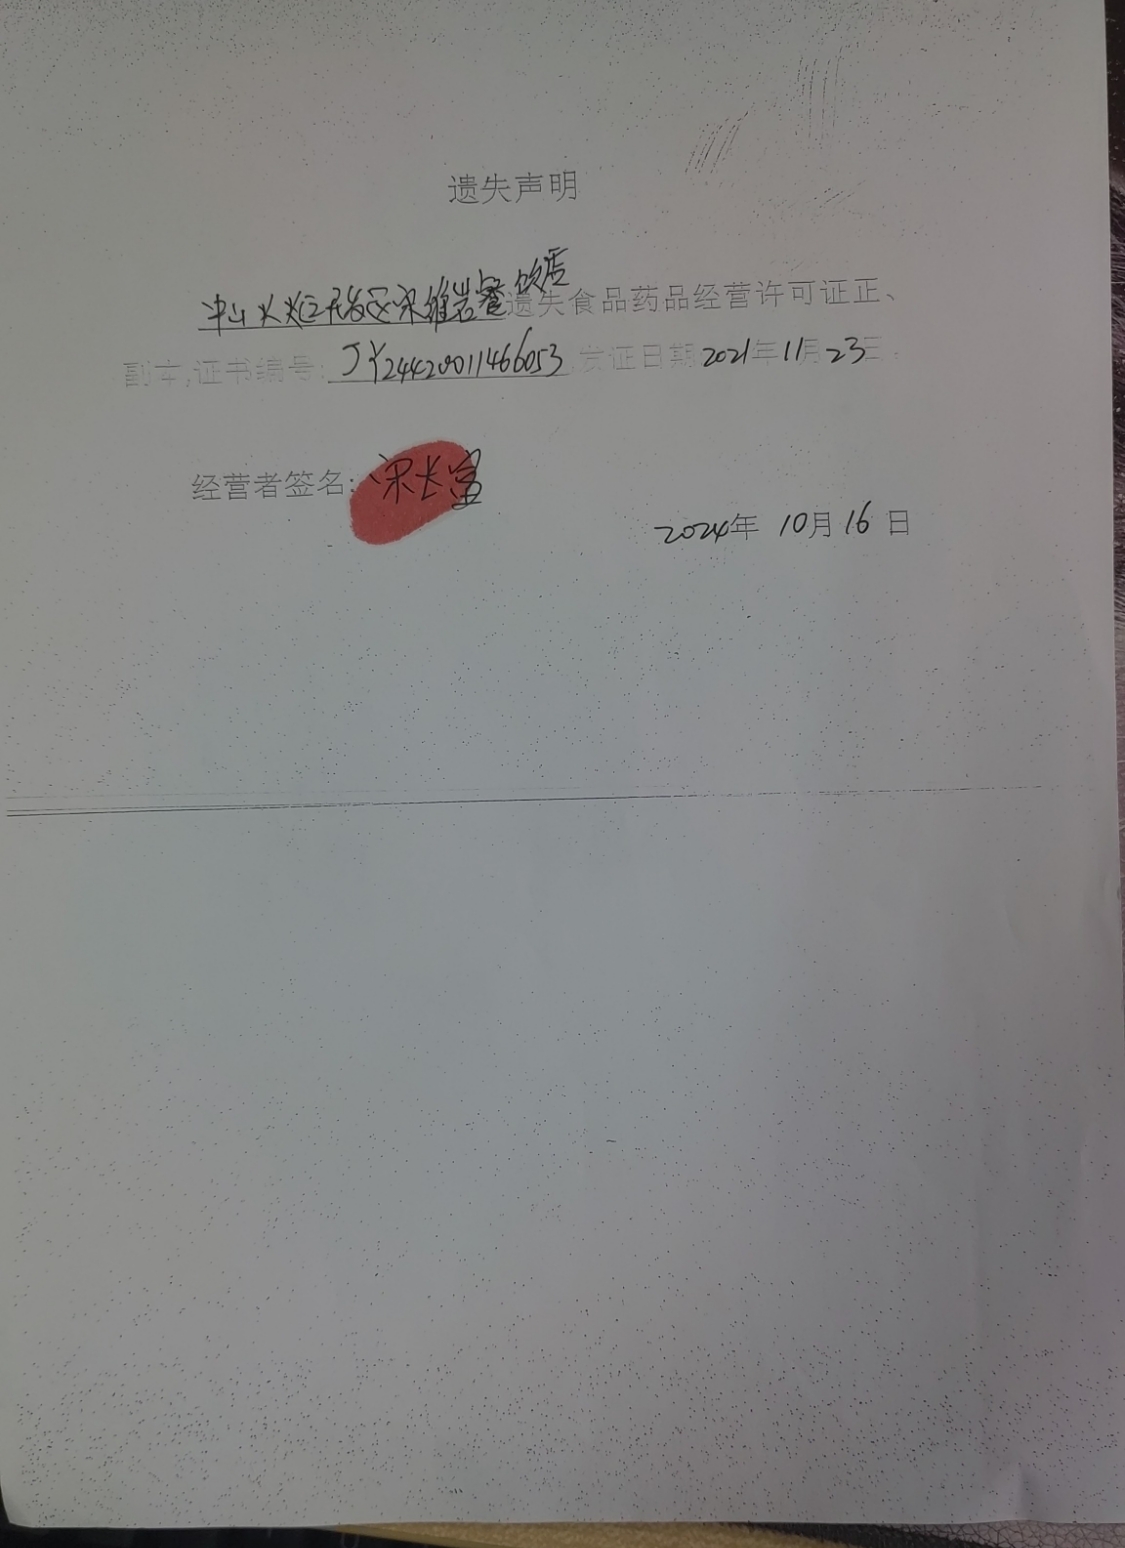 遗失声明
中山火炬开发区梁维岩餐饮店遗失食品药品经营许可证正、
副本,证书编号:JY24420011466053,发证日期2021年11月23日.
经营者签名:梁长富
2024年 10月16日